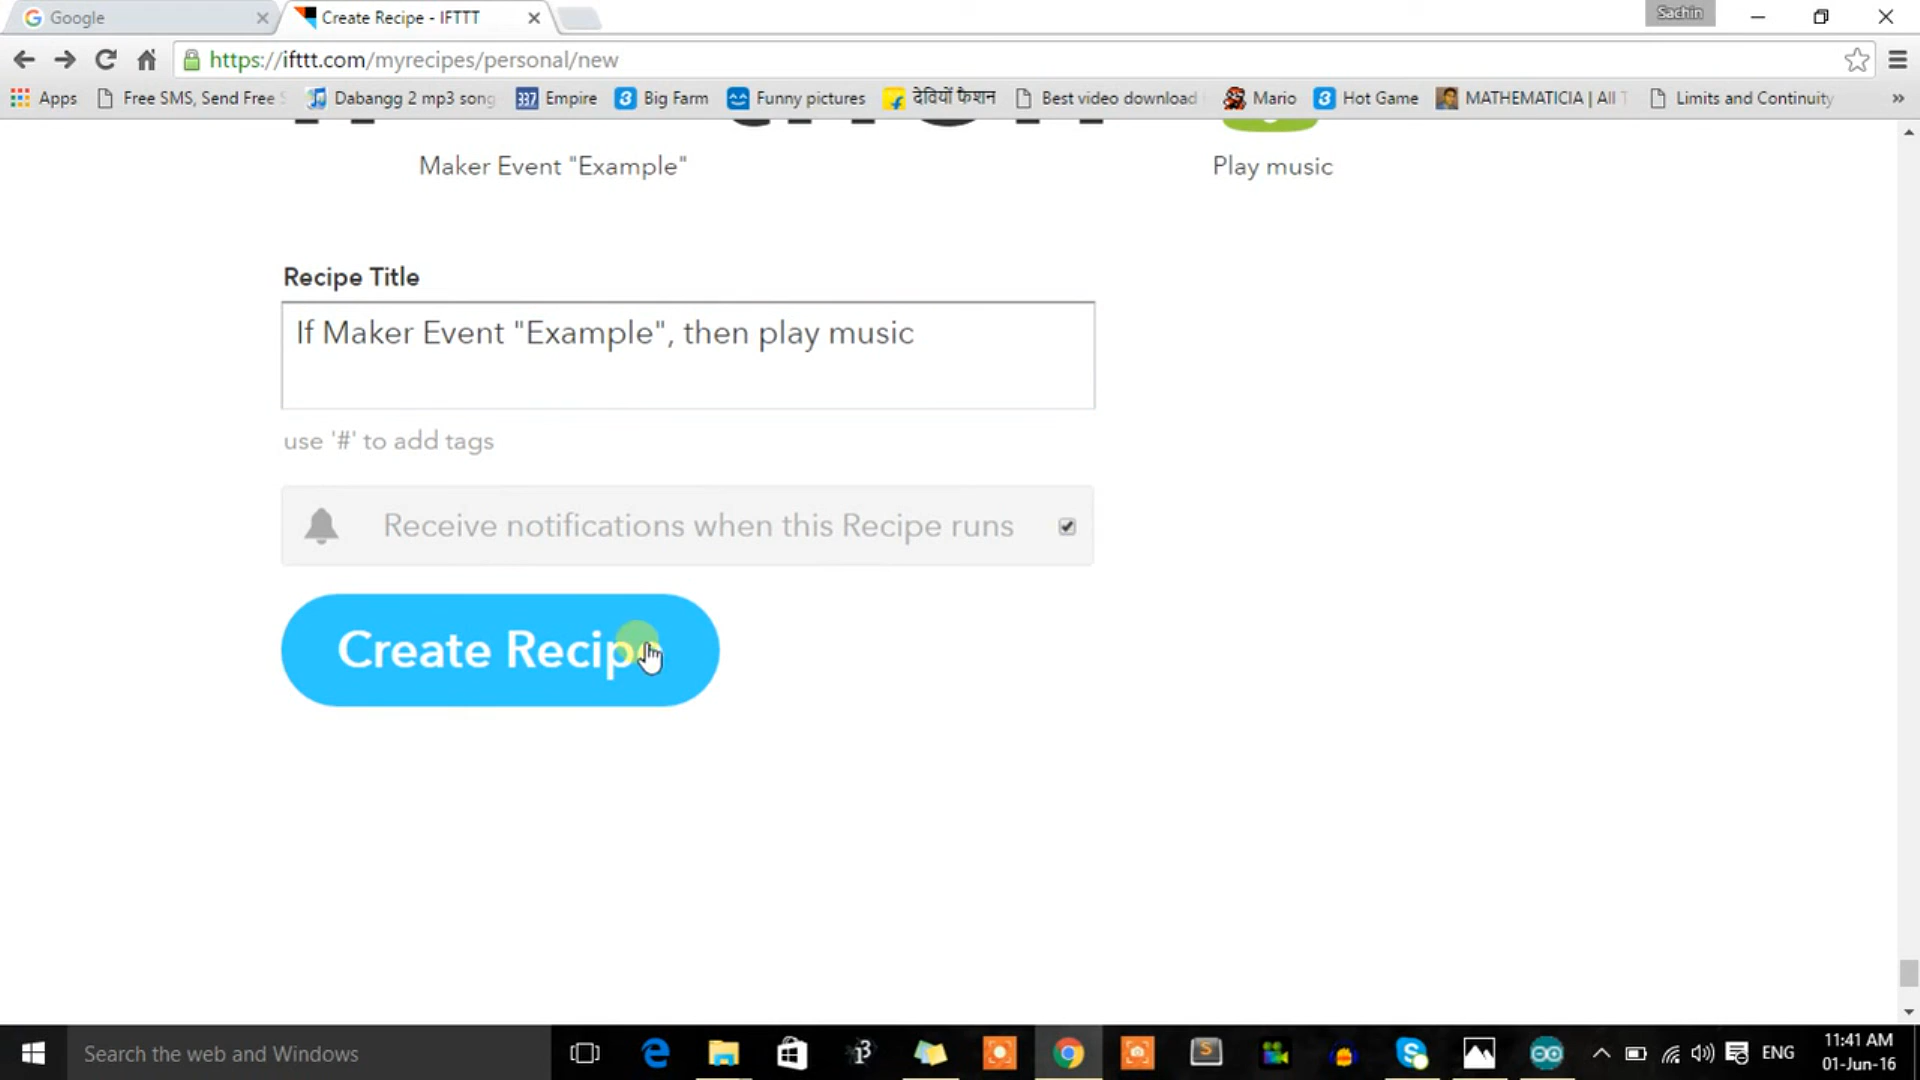 Google
Create Recipe - IFTTT
Sachin
https://ifttt.com/myrecipes/personal/new
Apps
Free SMS, Send Free
Dabangg 2 mp3 song
337
Empire
3
Big Farm
Funny pictures
देवियों फैशन
Best video download
Mario
3
Hot Game
MATHEMATICIA | All
Limits and Continuity
»
Maker Event "Example"
Play music
Recipe Title
If Maker Event "Example", then play music
use '#' to add tags
Receive notifications when this Recipe runs
Create Recipe
Search the web and Windows
ENG
11:41 AM
01-Jun-16